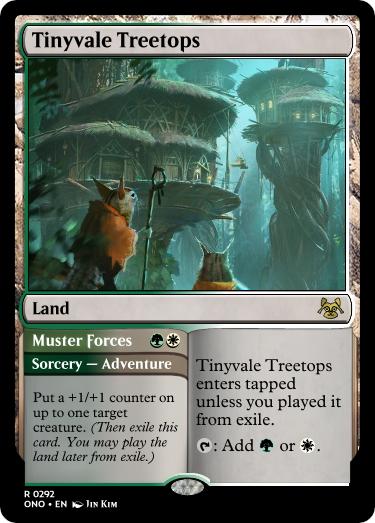 Tinyvale Treetops
Land
Muster Forces
Sorcery — Adventure
Put a +1/+1 counter on
up to one target
creature. (Then exile this
card. You may play the
land later from exile.)
Tinyvale Treetops
enters tapped
unless you played it
from exile.
: Add or .
R 0292
ONO • EN Jin Kim